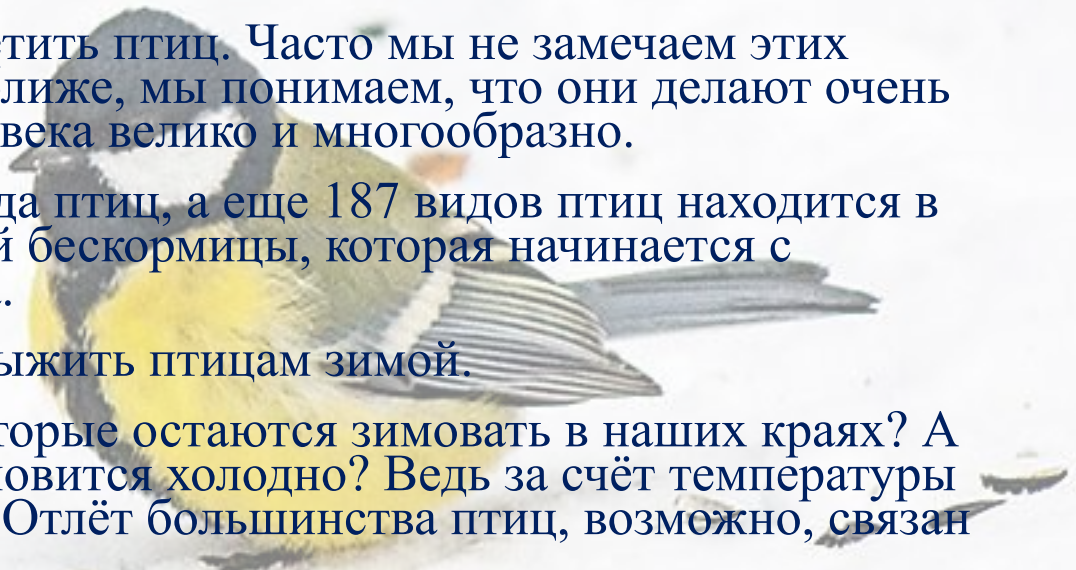 тить птиц. Часто мы не замечаем этих
лиже, мы понимаем, что они делают очень
века велико и многообразно.
да птиц, а еще 187 видов птиц находится в
й бескормицы, которая начинается с
.
ыжить птицам зимой.
торые остаются зимовать в наших краях? А
овится холодно? Ведь за счёт температуры
Отлёт большинства птиц, возможно, связан